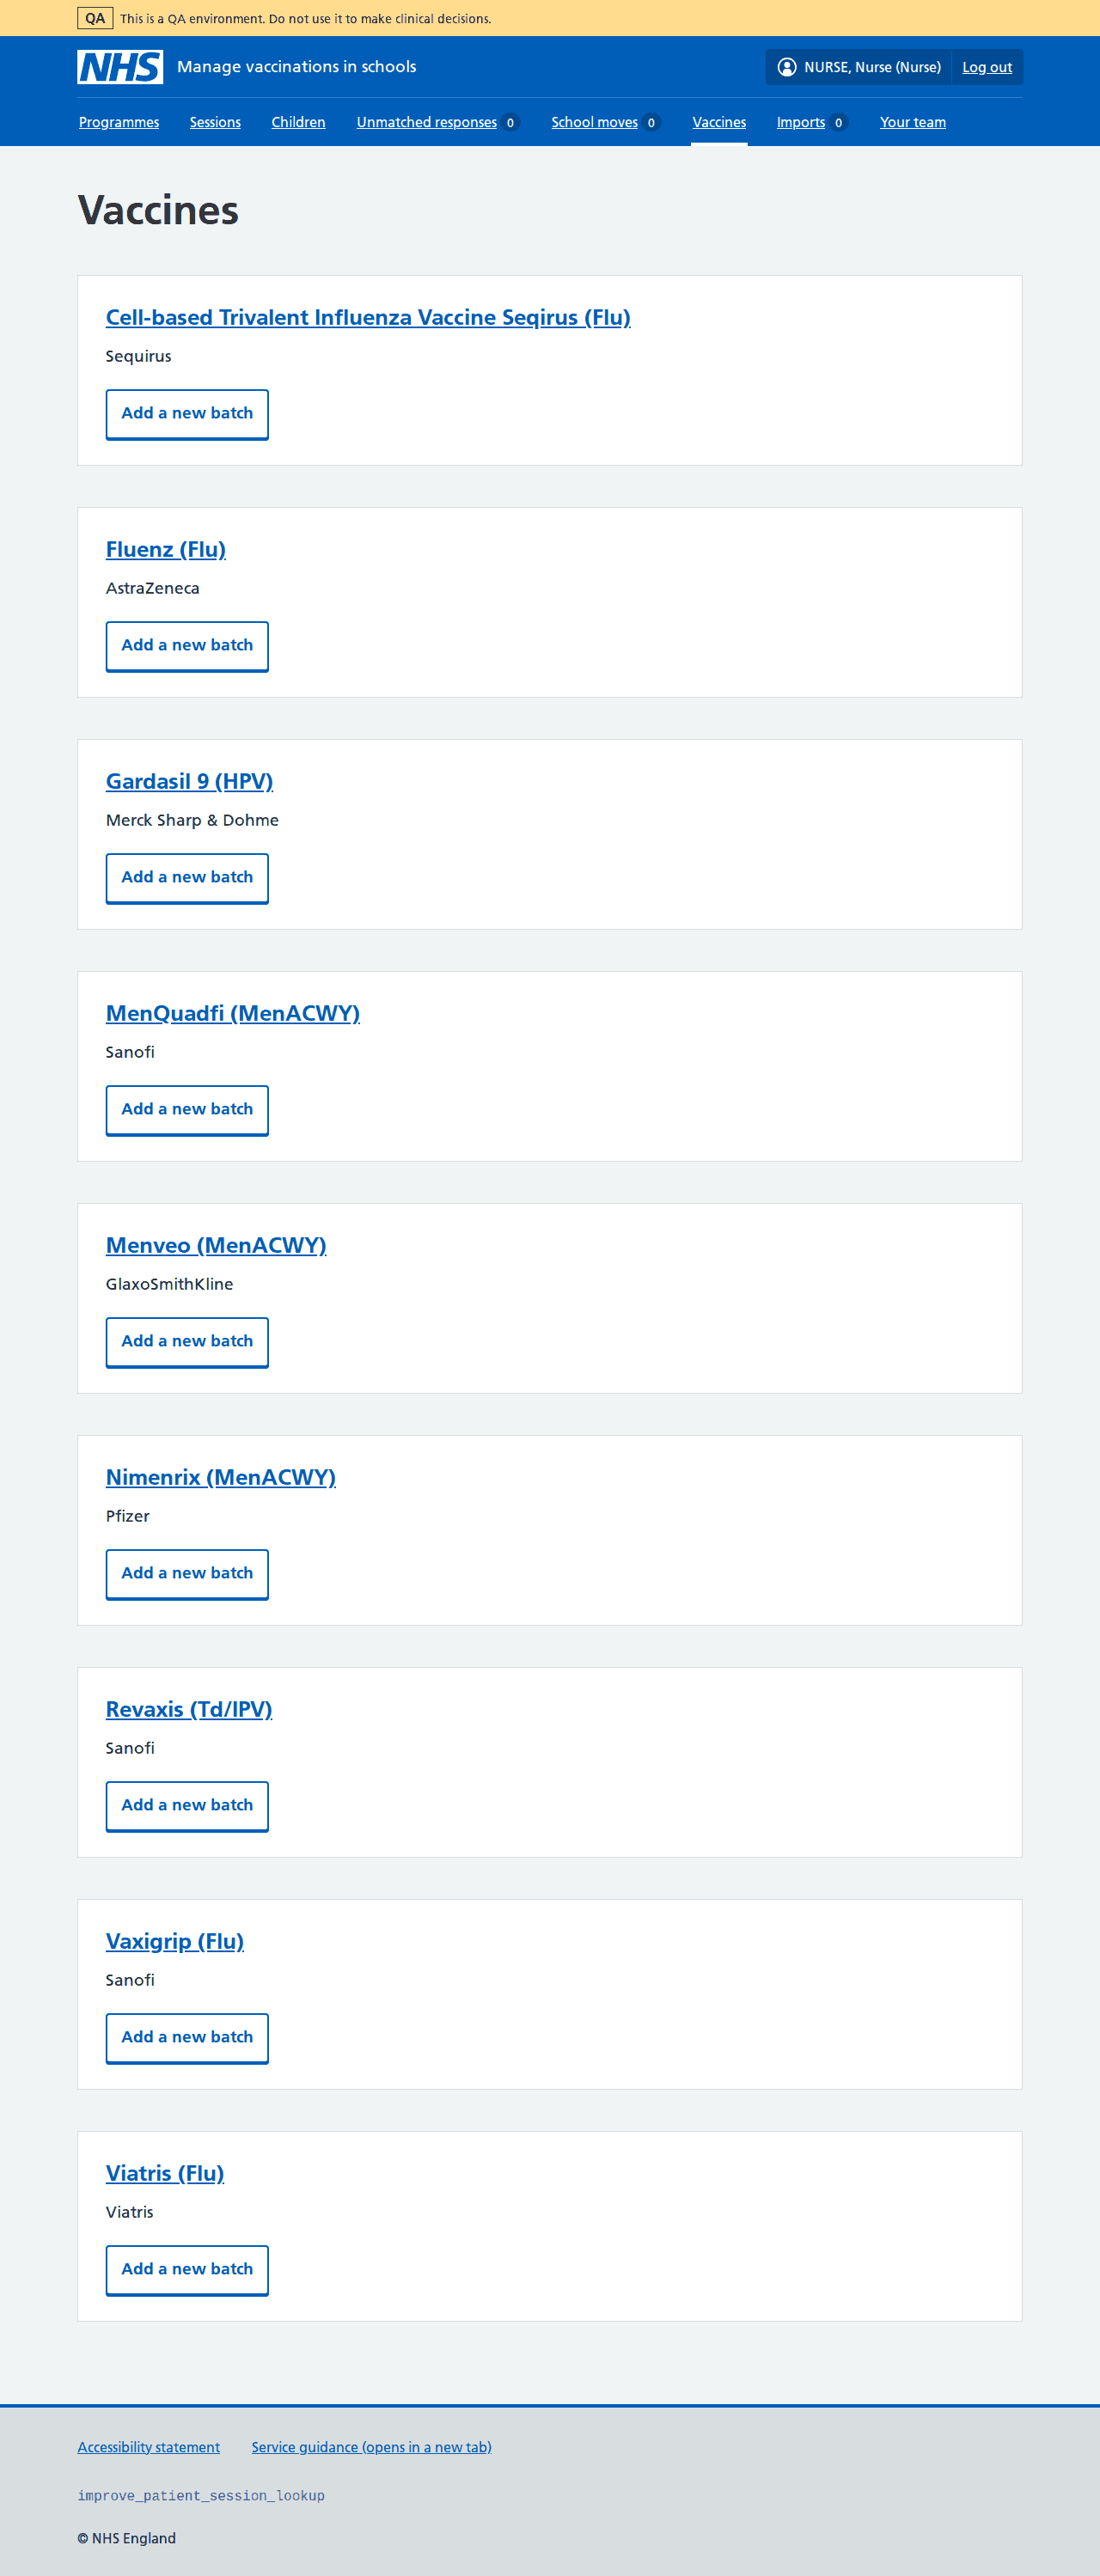 QA This is a QA environment. Do not use it to make clinical decisions.
NHS Manage vaccinations in schools NURSE, Nurse (Nurse) Log out
Programmes Sessions Children Unmatched responses 0 School moves 0 Vaccines Imports 0 Your team
Vaccines
Cell-based Trivalent Influenza Vaccine Seqirus (Flu)
Sequirus
Add a new batch
Fluenz (Flu)
AstraZeneca
Add a new batch
Gardasil 9 (HPV)
Merck Sharp & Dohme
Add a new batch
MenQuadfi (MenACWY)
Sanofi
Add a new batch
Menveo (MenACWY)
GlaxoSmithKline
Add a new batch
Nimenrix (MenACWY)
Pfizer
Add a new batch
Revaxis (Td/IPV)
Sanofi
Add a new batch
Vaxigrip (Flu)
Sanofi
Add a new batch
Viatris (Flu)
Viatris
Add a new batch
Accessibility statement Service guidance (opens in a new tab)
improve_patient_session_lookup
© NHS England